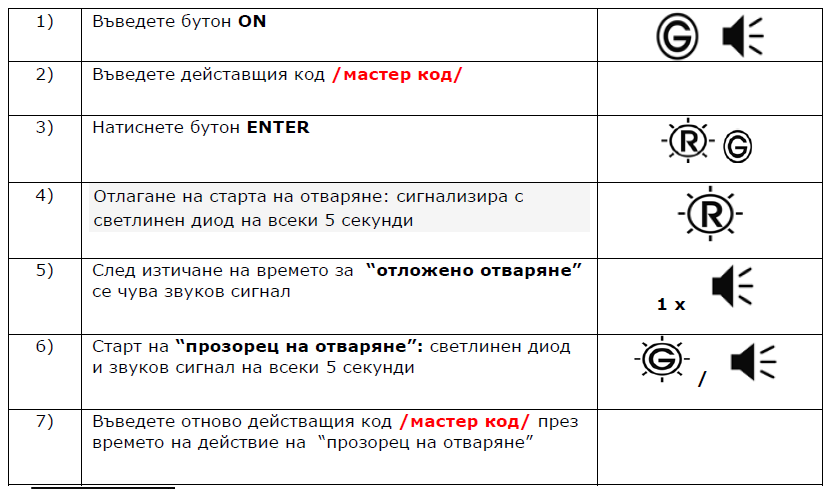 1) Въведете бутон ON G
2) Въведете действащия код /мастер код/
3) Натиснете бутон ENTER R G
4) Отлагане на старта на отваряне: сигнализира с
светлинен диод на всеки 5 секунди R
5) След изтичане на времето за “отложено отваряне”
се чува звуков сигнал 1 x
6) Старт на “прозорец на отваряне”: светлинен диод
и звуков сигнал на всеки 5 секунди G /
7) Въведете отново действащия код /мастер код/ през
времето на действие на “прозорец на отваряне”